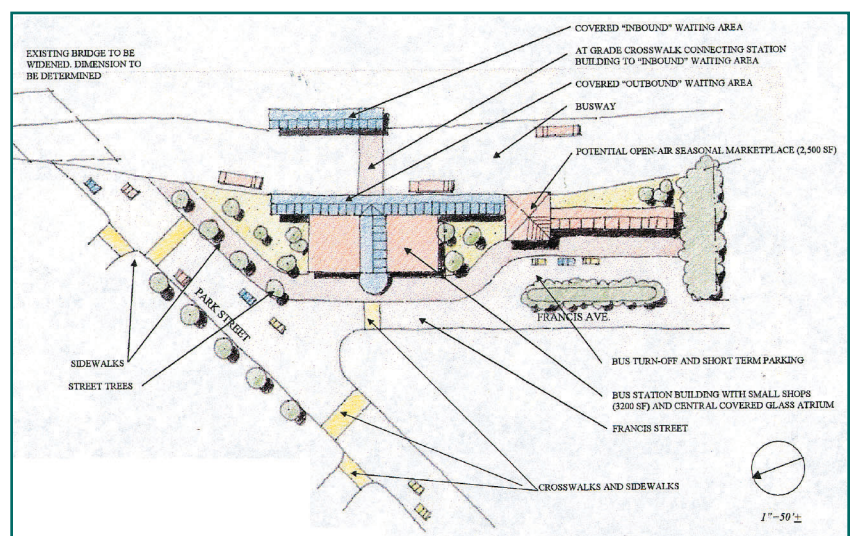 COVERED "INBOUND" WAITING AREA
AT GRADE CROSSWALK CONNECTING STATION
BUILDING TO "INBOUND" WAITING AREA
COVERED "OUTBOUND" WAITING AREA
BUSWAY
POTENTIAL OPEN-AIR SEASONAL MARKETPLACE (2,500 SF)
EXISTING BRIDGE TO BE
WIDENED. DIMENSION TO
BE DETERMINED
PARK STREET
FRANCIS AVE.
SIDEWALKS
STREET TREES
BUS TURN-OFF AND SHORT TERM PARKING
BUS STATION BUILDING WITH SMALL SHOPS
(3200 SF) AND CENTRAL COVERED GLASS ATRIUM
FRANCIS STREET
CROSSWALKS AND SIDEWALKS
1"=50'±